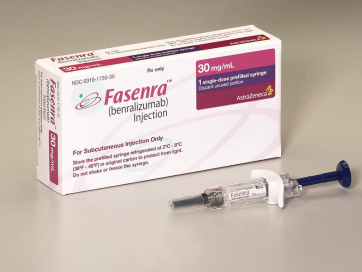 NDC 0310-1730-30
Rx only
Fasenra™
(benralizumab)
Injection
30 mg/mL
1 single-dose prefilled syringe
Discard unused portion.
AstraZeneca
For Subcutaneous Injection Only
Store the prefilled syringe refrigerated at 2°C - 8°C
(36°F - 46°F) in original carton to protect from light.
Do not shake or freeze the syringe.
Fasenra
30 mg/mL
Fasenra